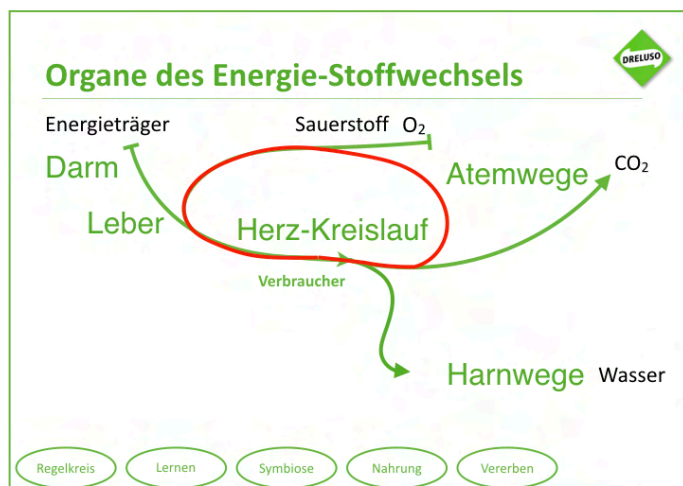 DRELUSO
Organe des Energie-Stoffwechsels
Energieträger
Sauerstoff O₂
Darm
Atemwege
CO₂
Leber
Herz-Kreislauf
Verbraucher
Harnwege Wasser
Regelkreis
Lernen
Symbiose
Nahrung
Vererben